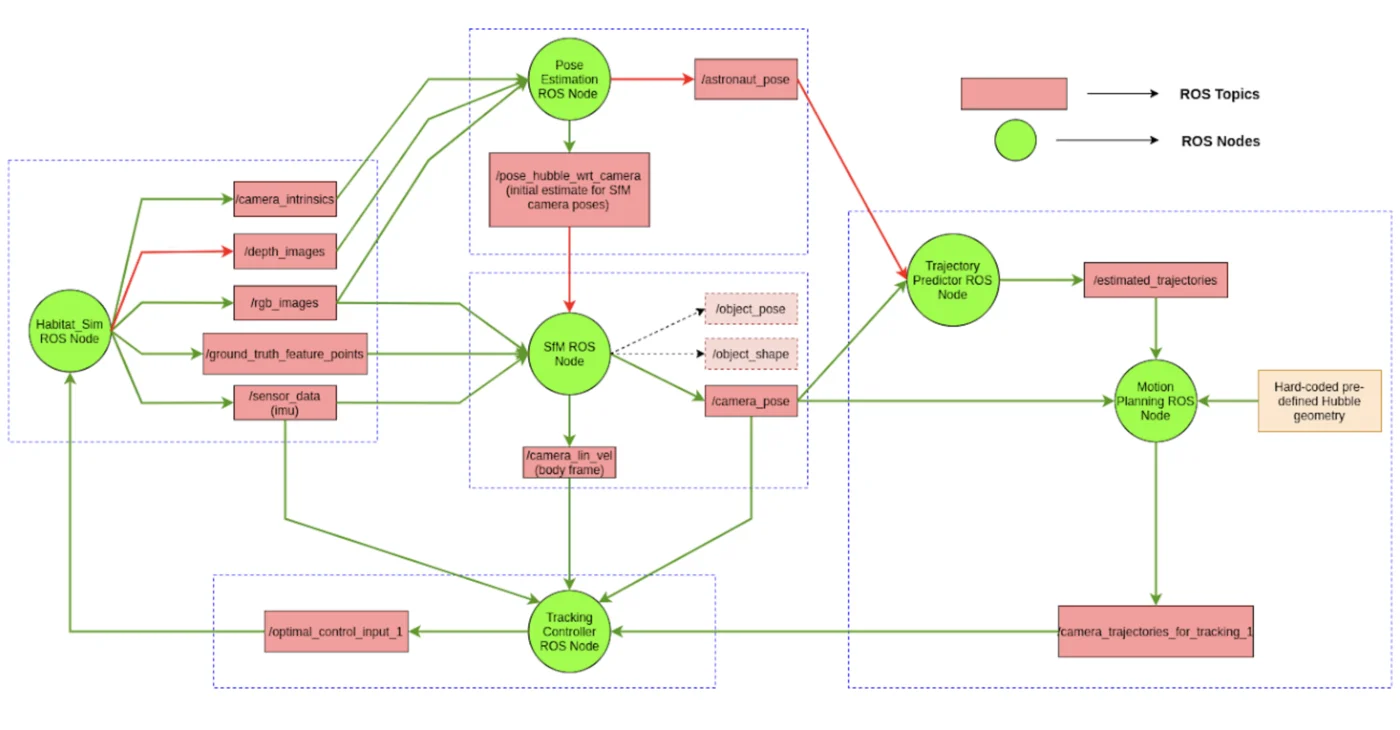 Pose
Estimation
ROS Node
/astronaut_pose
ROS Topics
ROS Nodes
/pose_hubble_wrt_camera
(initial estimate for SfM
camera poses)
/camera_intrinsics
/depth_images
/rgb_images
/ground_truth_feature_points
/sensor_data
(imu)
Habitat_Sim
ROS Node
SfM ROS
Node
/object_pose
/object_shape
/camera_pose
/camera_lin_vel
(body frame)
Trajectory
Predictor ROS
Node
/estimated_trajectories
Motion
Planning ROS
Node
Hard-coded pre-
defined Hubble
geometry
/optimal_control_input_1
Tracking
Controller
ROS Node
/camera_trajectories_for_tracking_1